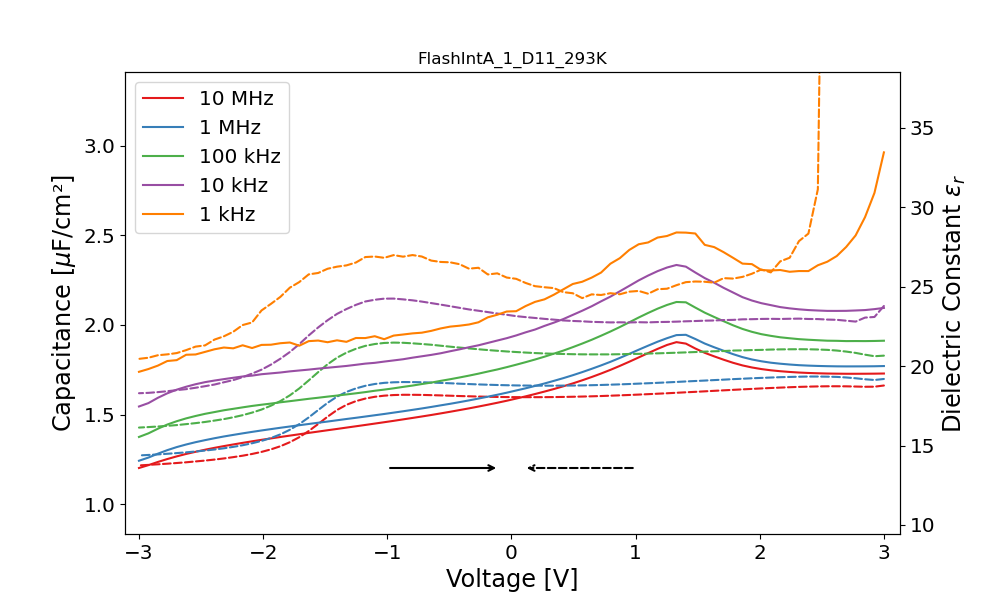 FlashIntA_1_D11_293K
10 MHz
1 MHz
100 kHz
10 kHz
1 kHz
Capacitance [µF/cm²]
3.0
2.5
2.0
1.5
1.0
35
30
25
20
15
10
Dielectric Constant εr
−3 −2 −1 0 1 2 3
Voltage [V]